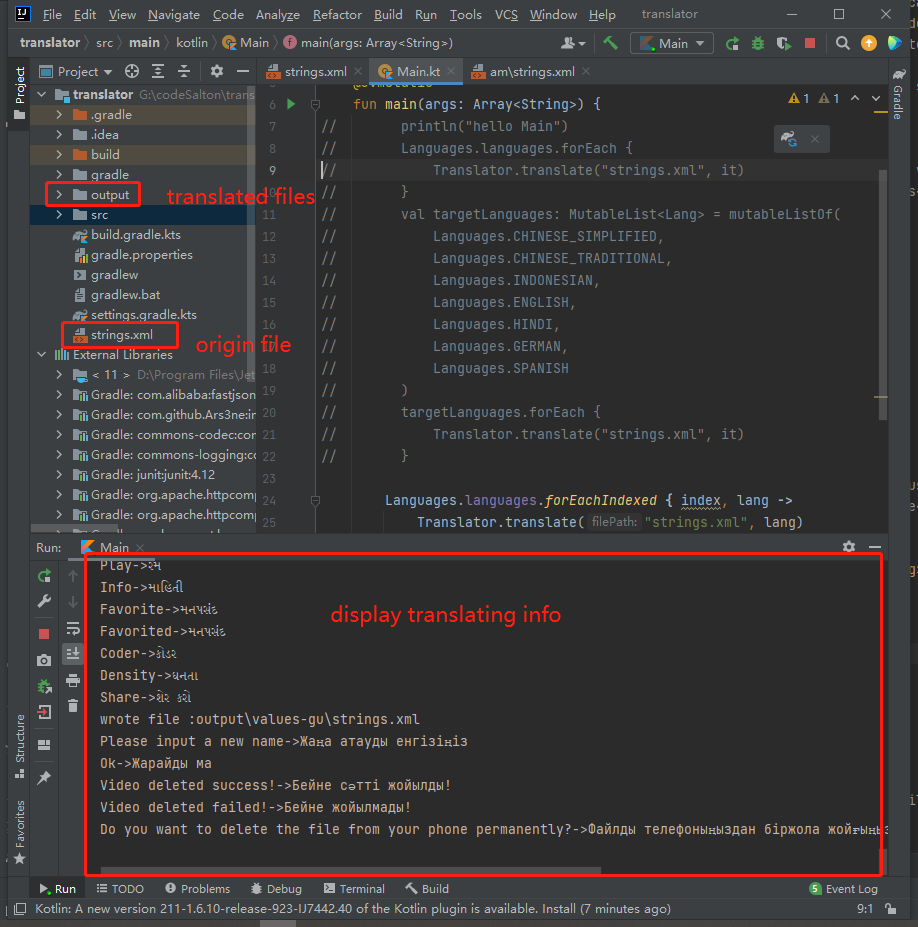 File Edit View Navigate Code Analyze Refactor Build Run Tools VCS Window Help translator
translator src main kotlin Main main(args: Array<String>) Main
Project strings.xml Main.kt am\strings.xml
Project
Gradle
translator G:\codeSalton\trans
.gradle
.idea
build
gradle
output
translated files
src
build.gradle.kts
gradle.properties
gradlew
gradlew.bat
settings.gradle.kts
strings.xml
origin file
External Libraries
< 11 > D:\Program Files\Jet
Gradle: com.alibaba:fastjson
Gradle: com.github.Ars3ne:in
Gradle: commons-codec:con
Gradle: commons-logging:co
Gradle: junit:junit:4.12
Gradle: org.apache.httpcomp
Gradle: org.apache.httpcomp
6 fun main(args: Array<String>) { 1 1
7 // println("hello Main")
8 // Languages.languages.forEach {
9 // Translator.translate("strings.xml", it)
10 // }
11 // val targetLanguages: MutableList<Lang> = mutableListOf(
12 // Languages.CHINESE_SIMPLIFIED,
13 // Languages.CHINESE_TRADITIONAL,
14 // Languages.INDONESIAN,
15 // Languages.ENGLISH,
16 // Languages.HINDI,
17 // Languages.GERMAN,
18 // Languages.SPANISH
19 // )
20 // targetLanguages.forEach {
21 // Translator.translate("strings.xml", it)
22 // }
23
24 Languages.languages.forEachIndexed { index, lang ->
25 Translator.translate( filePath: "strings.xml", lang)
Run: Main
Play->રમ
Info->માહિતી
Favorite->મનપસંદ
Favorited->મનપસંદ
display translating info
Coder->કોડર
Density->ઘનતા
Share->શેર કરો
wrote file :output\values-gu\strings.xml
Please input a new name->Жаңа атауды енгізіңіз
Ok->Жарайды ма
Video deleted success!->Бейне сәтті жойылды!
Video deleted failed!->Бейне жойылмады!
Do you want to delete the file from your phone permanently?->Файлды телефоныңыздан біржола жойғыңыз
Structure
Favorites
Run TODO Problems Debug Terminal Build 5 Event Log
Kotlin: A new version 211-1.6.10-release-923-IJ7442.40 of the Kotlin plugin is available. Install (7 minutes ago) 9:1